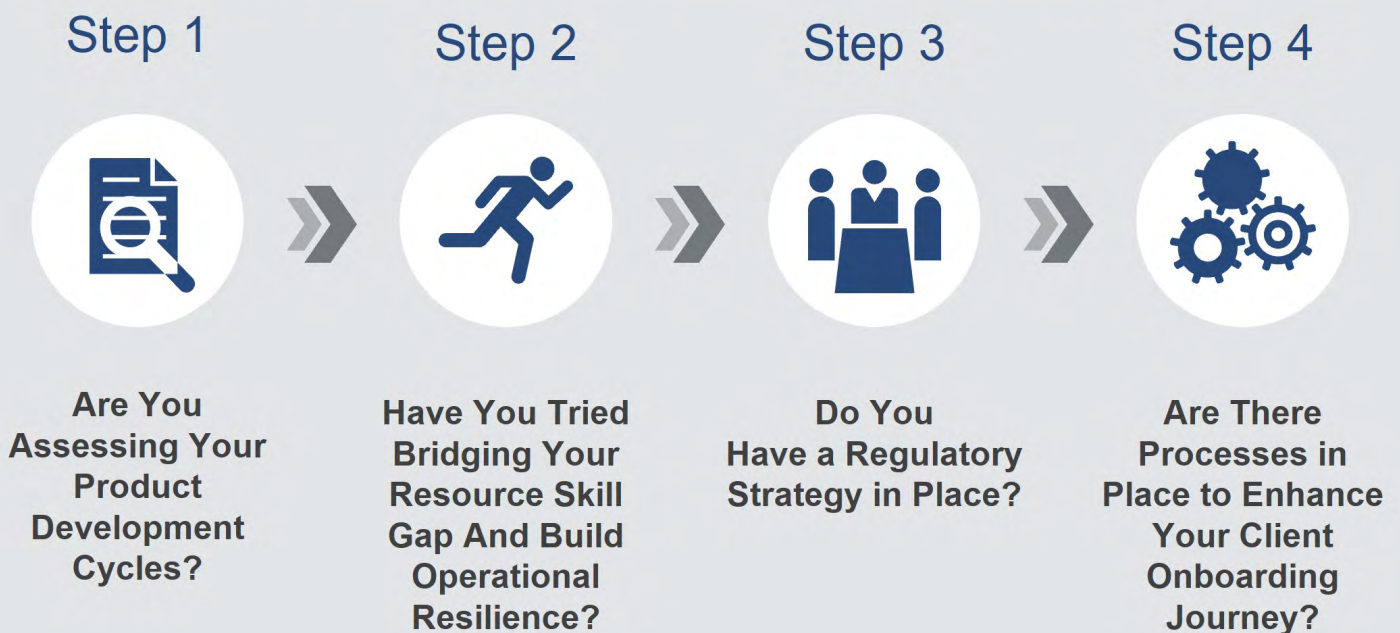 Step 1
Are You
Assessing Your
Product
Development
Cycles?
Step 2
Have You Tried
Bridging Your
Resource Skill
Gap And Build
Operational
Resilience?
Step 3
Do You
Have a Regulatory
Strategy in Place?
Step 4
Are There
Processes in
Place to Enhance
Your Client
Onboarding
Journey?